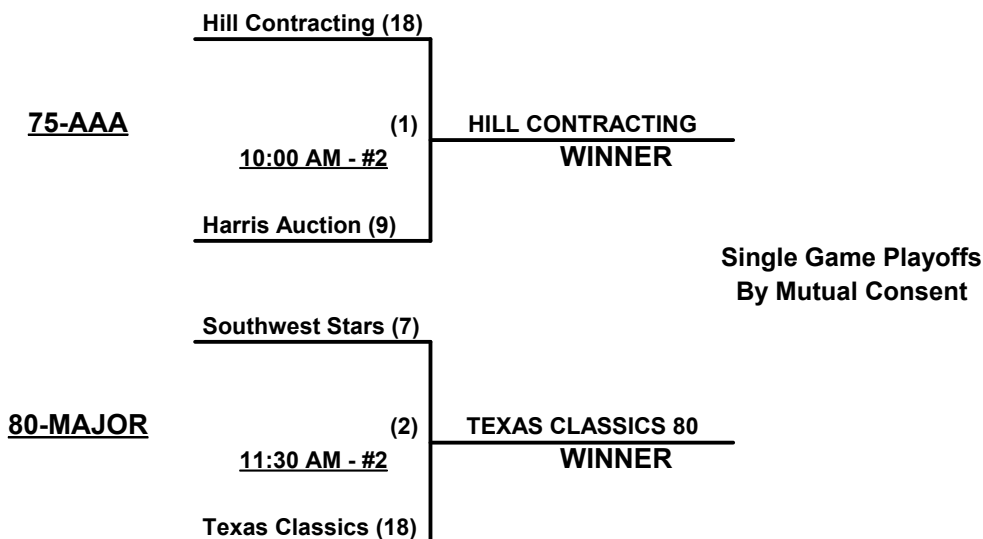 Hill Contracting (18)
75-AAA
(1)
HILL CONTRACTING
10:00 AM - #2
WINNER
Harris Auction (9)
Single Game Playoffs
By Mutual Consent
Southwest Stars (7)
80-MAJOR
(2)
TEXAS CLASSICS 80
11:30 AM - #2
WINNER
Texas Classics (18)